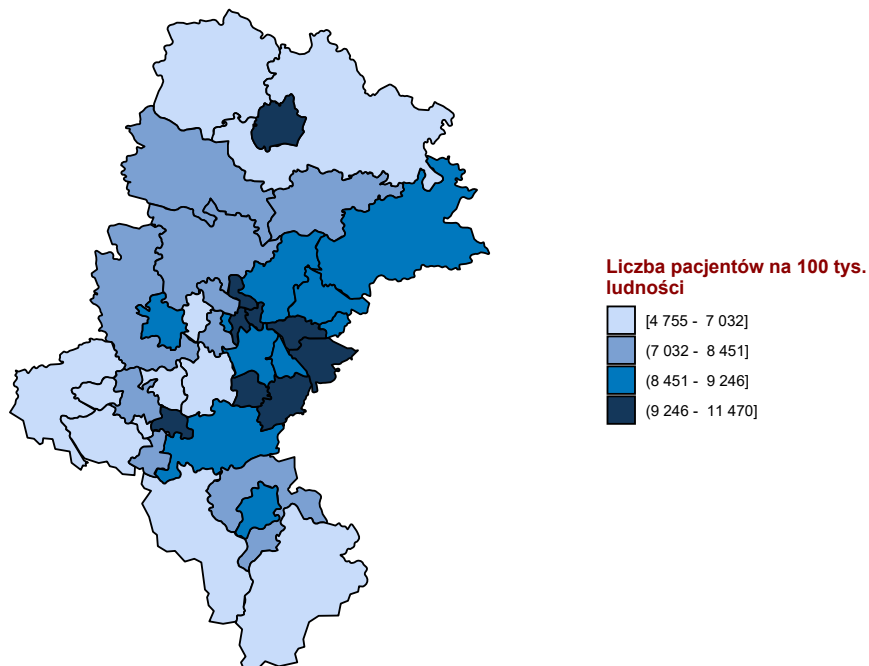 Liczba pacjentów na 100 tys.
ludności
[4 755 - 7 032]
(7 032 - 8 451]
(8 451 - 9 246]
(9 246 - 11 470]